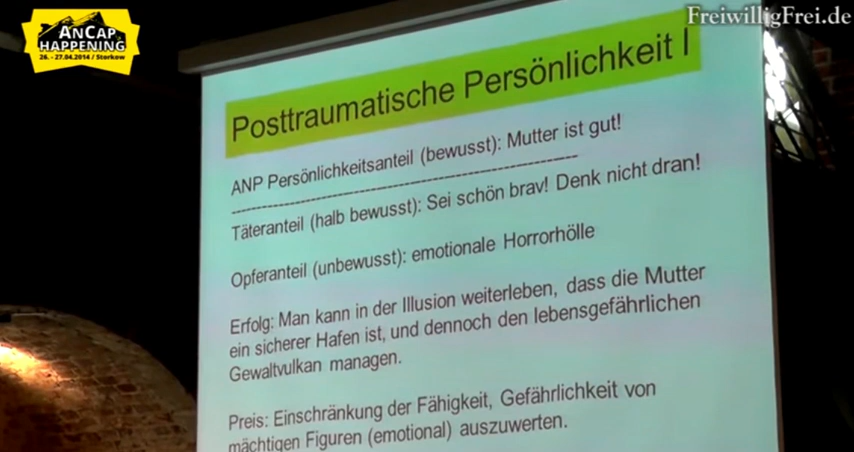 ANCAP
HAPPENING
26. - 27.04.2014 / Storkow
FreiwilligFrei.de
Posttraumatische Persönlichkeit I
ANP Persönlichkeitsanteil (bewusst): Mutter ist gut!
Täteranteil (halb bewusst): Sei schön brav! Denk nicht dran!
Opferanteil (unbewusst): emotionale Horrorhölle
Erfolg: Man kann in der Illusion weiterleben, dass die Mutter
ein sicherer Hafen ist, und dennoch den lebensgefährlichen
Gewaltvulkan managen.
Preis: Einschränkung der Fähigkeit, Gefährlichkeit von
mächtigen Figuren (emotional) auszuwerten.